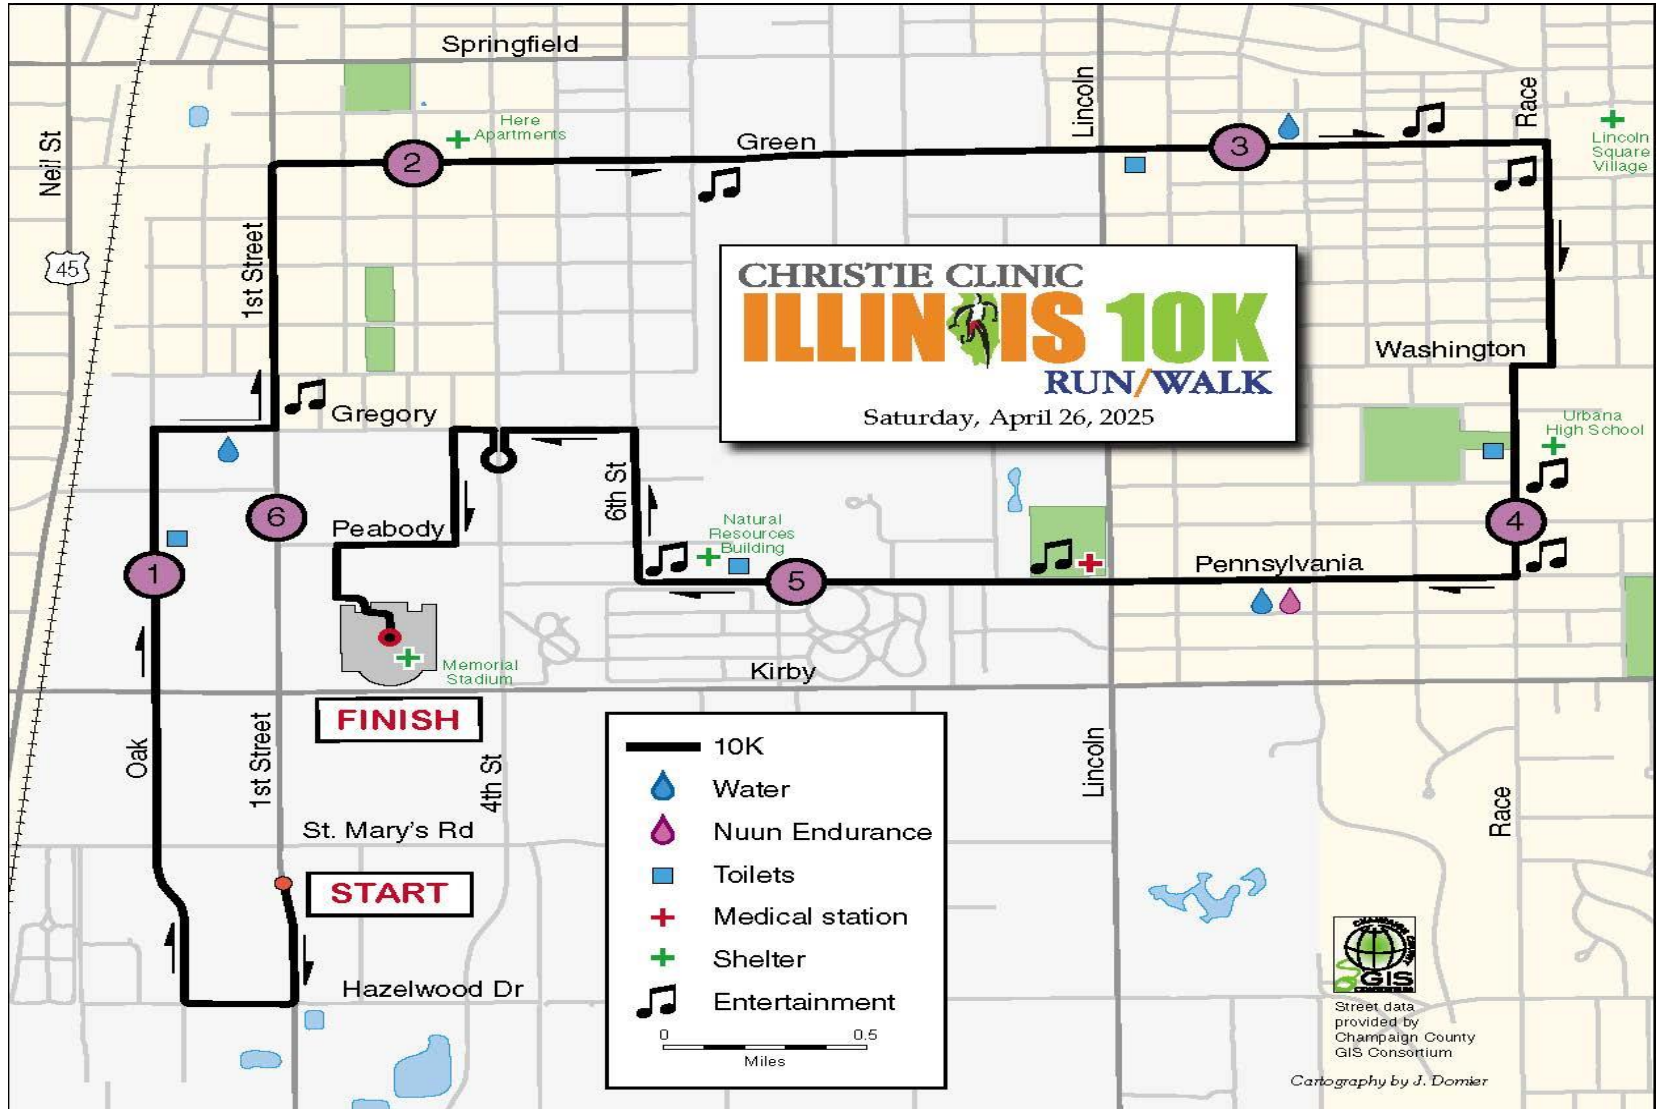 Springfield
Neil St
45
Here
Apartments
2
Green
Lincoln
3
Race
Lincoln
Square
Village
1st Street
CHRISTIE CLINIC
ILLINOIS 10K
RUN/WALK
Saturday, April 26, 2025
Washington
Gregory
Urbana
High School
6th St
6
Peabody
Natural
Resources
Building
4
1
5
Pennsylvania
Memorial
Stadium
Kirby
FINISH
Oak
1st Street
4th St
Lincoln
Race
St. Mary's Rd
START
Hazelwood Dr
10K
Water
Nuun Endurance
Toilets
Medical station
Shelter
Entertainment
0 0.5
Miles
CHAMPAIGN COUNTY
GIS
CONSORTIUM
Street data
provided by
Champaign County
GIS Consortium
Cartography by J. Domier